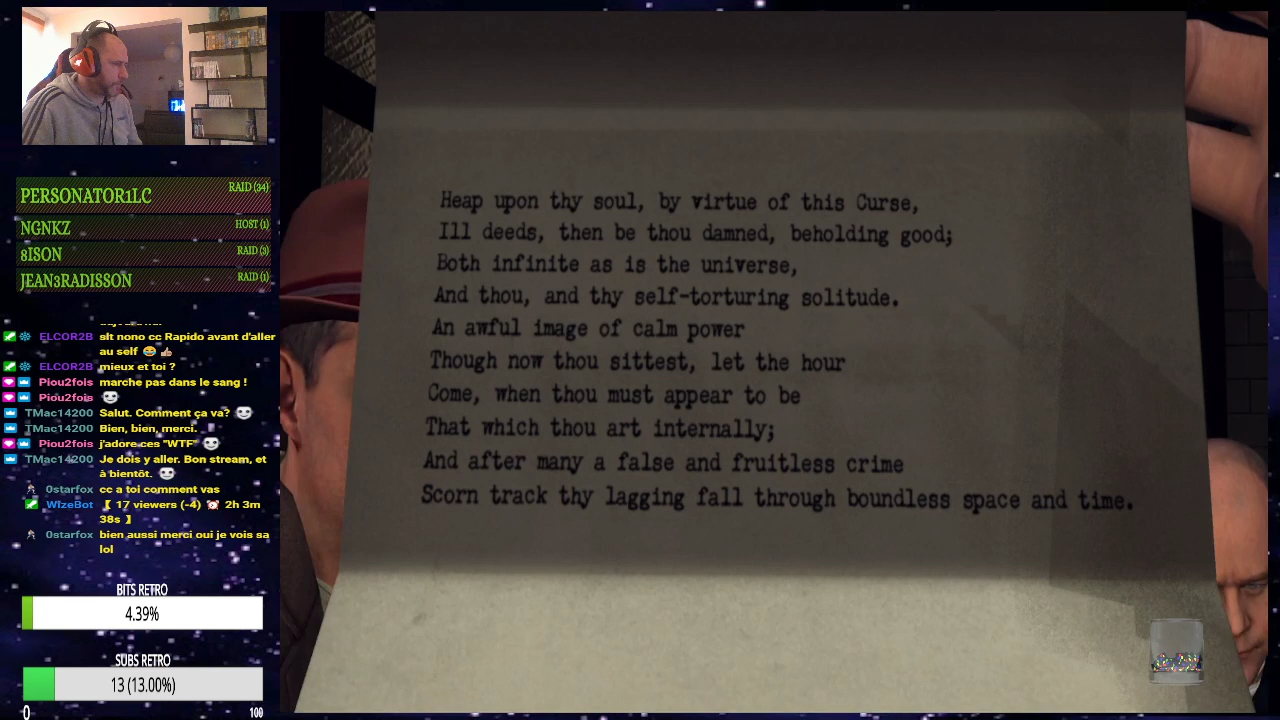 PERSONATOR1LC RAID (34)
NGNKZ HOST (1)
8ISON RAID (3)
JEAN3RADISSON RAID (1)
ELCOR2B slt nono cc Rapido avant d'aller
au self 😂 👍
ELCOR2B mieux et toi ?
Piou2fois marche pas dans le sang !
Piou2fois
TMac14200 Salut. Comment ça va?
TMac14200 Bien, bien, merci.
Piou2fois j'adore ces "WTF"
TMac14200 Je dois y aller. Bon stream, et
à bientôt.
0starfox cc a toi comment vas
WizeBot 【 17 viewers (-4) ⏰ 2h 3m
38s 】
0starfox bien aussi merci oui je vois sa
lol
BITS RETRO
4.39%
SUBS RETRO
13 (13.00%)
0 100
Heap upon thy soul, by virtue of this Curse,
Ill deeds, then be thou damned, beholding good;
Both infinite as is the universe,
And thou, and thy self-torturing solitude.
An awful image of calm power
Though now thou sittest, let the hour
Come, when thou must appear to be
That which thou art internally;
And after many a false and fruitless crime
Scorn track thy lagging fall through boundless space and time.